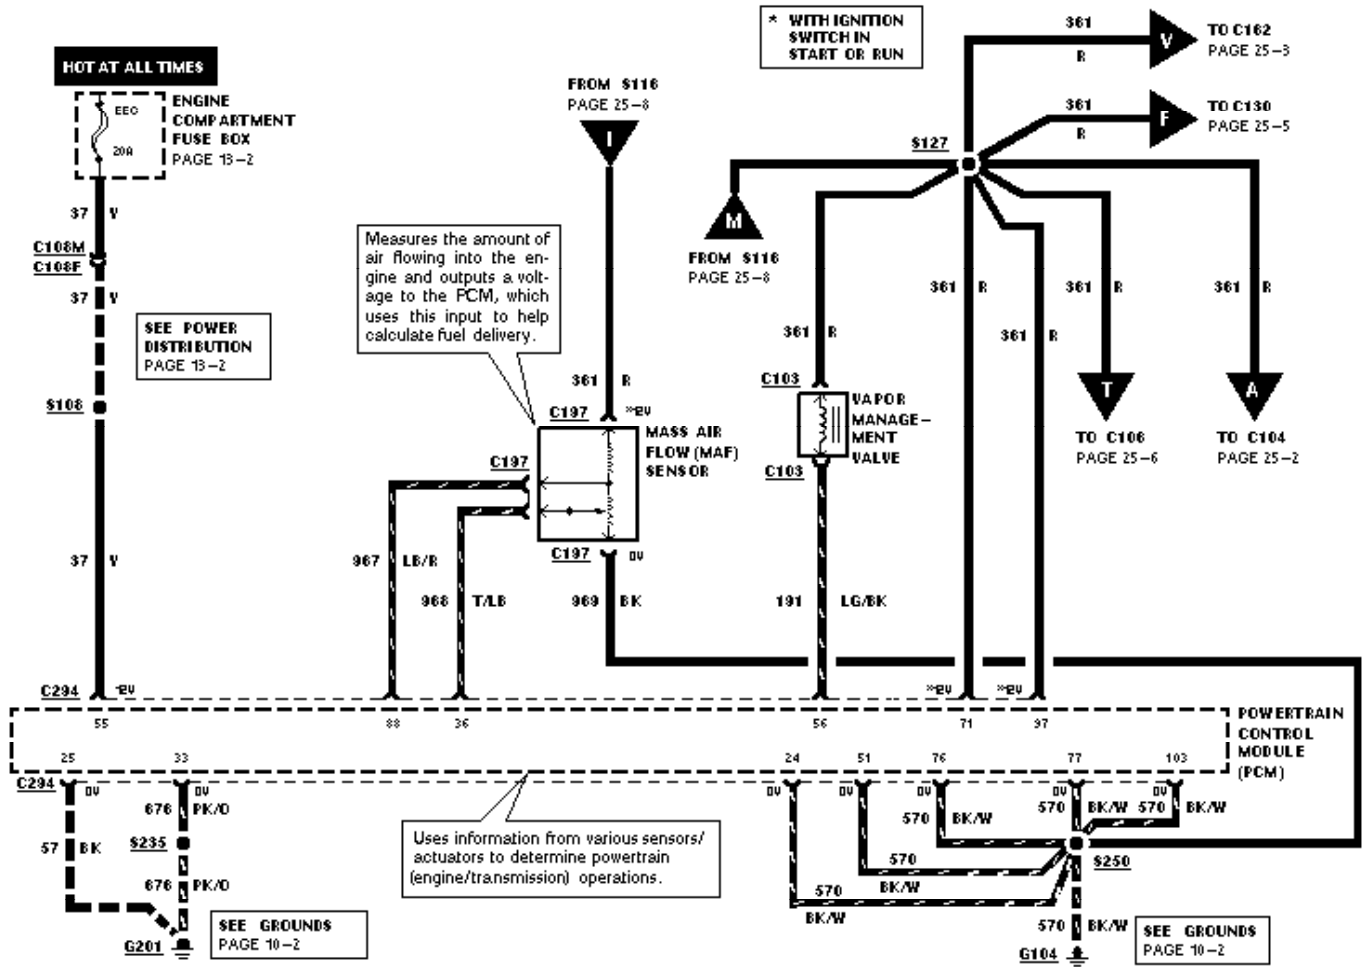 * WITH IGNITION
SWITCH IN
START OR RUN
361
R
V
TO C162
PAGE 25-3
HOT AT ALL TIMES
EEC
20A
ENGINE
COMPARTMENT
FUSE BOX
PAGE 13-2
FROM S116
PAGE 25-8
I
361
R
F
TO C130
PAGE 25-5
S127
37 V
C108M
C108F
37 V
M
FROM S116
PAGE 25-8
Measures the amount of
air flowing into the en-
gine and outputs a volt-
age to the PCM, which
uses this input to help
calculate fuel delivery.
361 R
361 R
361 R
361 R
361 R
SEE POWER
DISTRIBUTION
PAGE 13-2
361 R
C103
VAPOR
MANAGE-
MENT
VALVE
C103
T
TO C106
PAGE 25-6
A
TO C104
PAGE 25-2
S108
C197
*12V
MASS AIR
FLOW (MAF)
SENSOR
C197
C197
0V
37 V
967 LB/R
968 T/LB
969 BK
191 LG/BK
C294
12V
*12V
*12V
55
88
36
56
71
97
POWERTRAIN
CONTROL
MODULE
(PCM)
25
33
24
51
76
77
103
C294
0V
0V
0V
0V
0V
0V
0V
676 PK/O
57 BK
S235
676 PK/O
G201
SEE GROUNDS
PAGE 10-2
Uses information from various sensors/
actuators to determine powertrain
(engine/transmission) operations.
570 BK/W
570 BK/W
570 BK/W
570
BK/W
570
BK/W
S250
570 BK/W
G104
SEE GROUNDS
PAGE 10-2